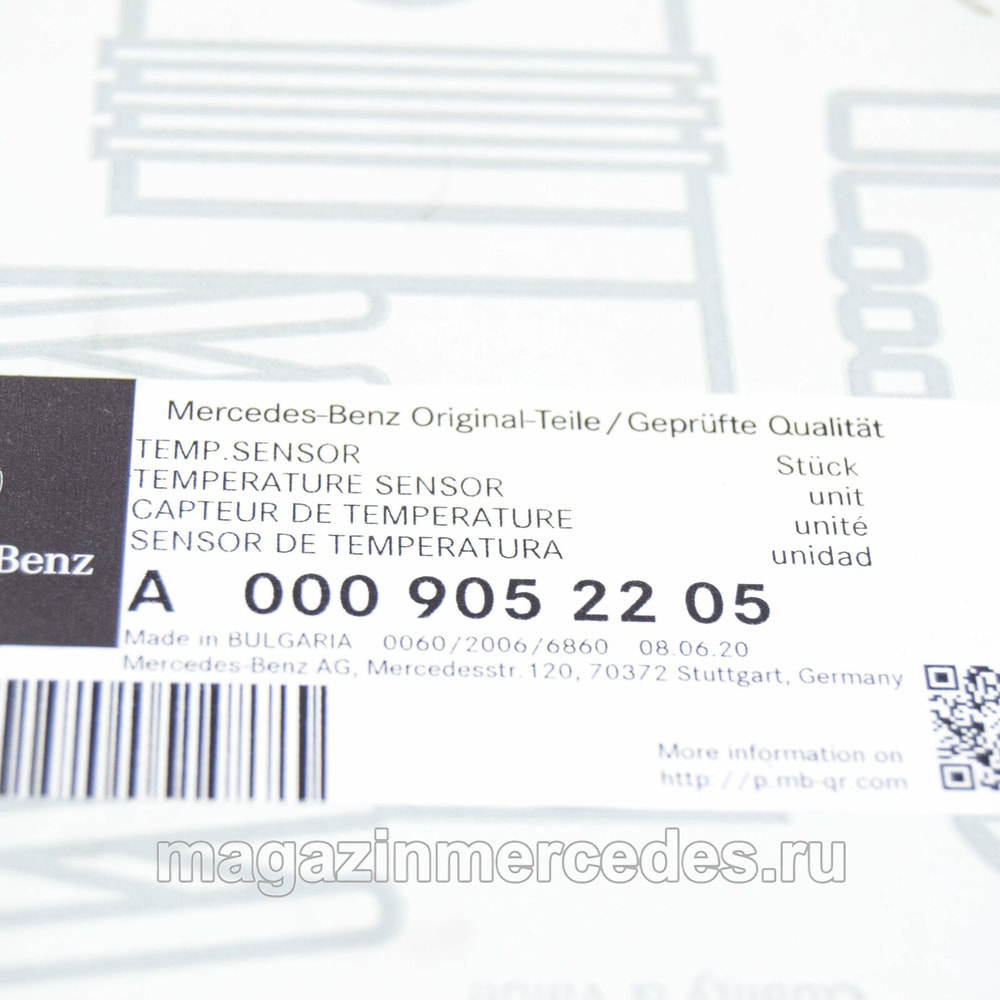 Mercedes-Benz Original-Teile / Geprüfte Qualität
TEMP.SENSOR Stück
TEMPERATURE SENSOR unit
CAPTEUR DE TEMPERATURE unité
SENSOR DE TEMPERATURA unidad
Benz
A 000 905 22 05
Made in BULGARIA 0060/2006/6860 08.06.20
Mercedes-Benz AG, Mercedesstr. 120, 70372 Stuttgart, Germany
More information on
http://p.mb-qr.com
magazinmercedes.ru
quality & value